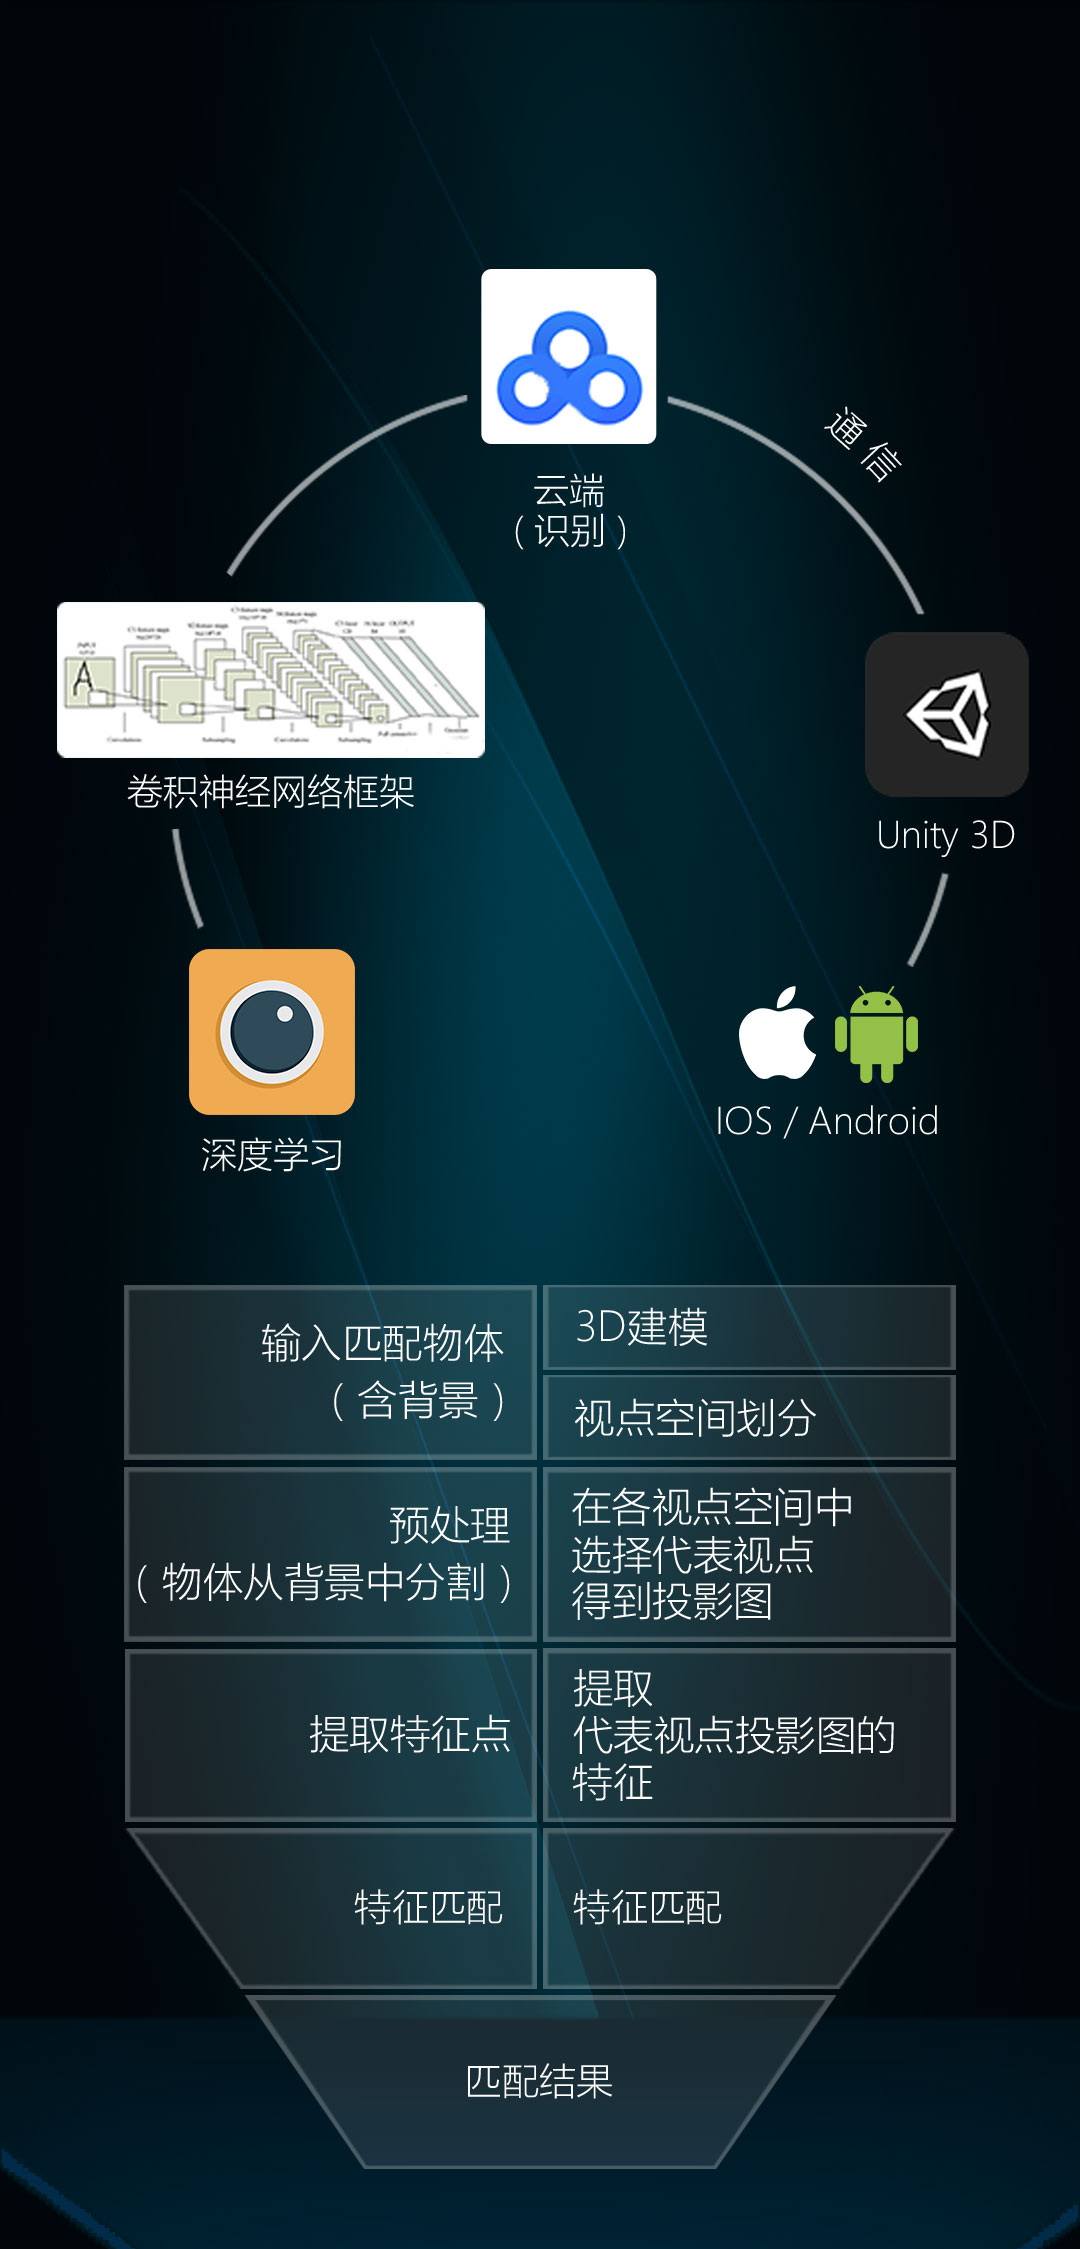 通信
云端
（识别）
A
卷积神经网络框架
Unity 3D
深度学习
IOS / Android
输入匹配物体
（含背景）
3D建模
视点空间划分
预处理
（物体从背景中分割）
在各视点空间中
选择代表视点
得到投影图
提取特征点
提取
代表视点投影图的
特征
特征匹配
特征匹配
匹配结果